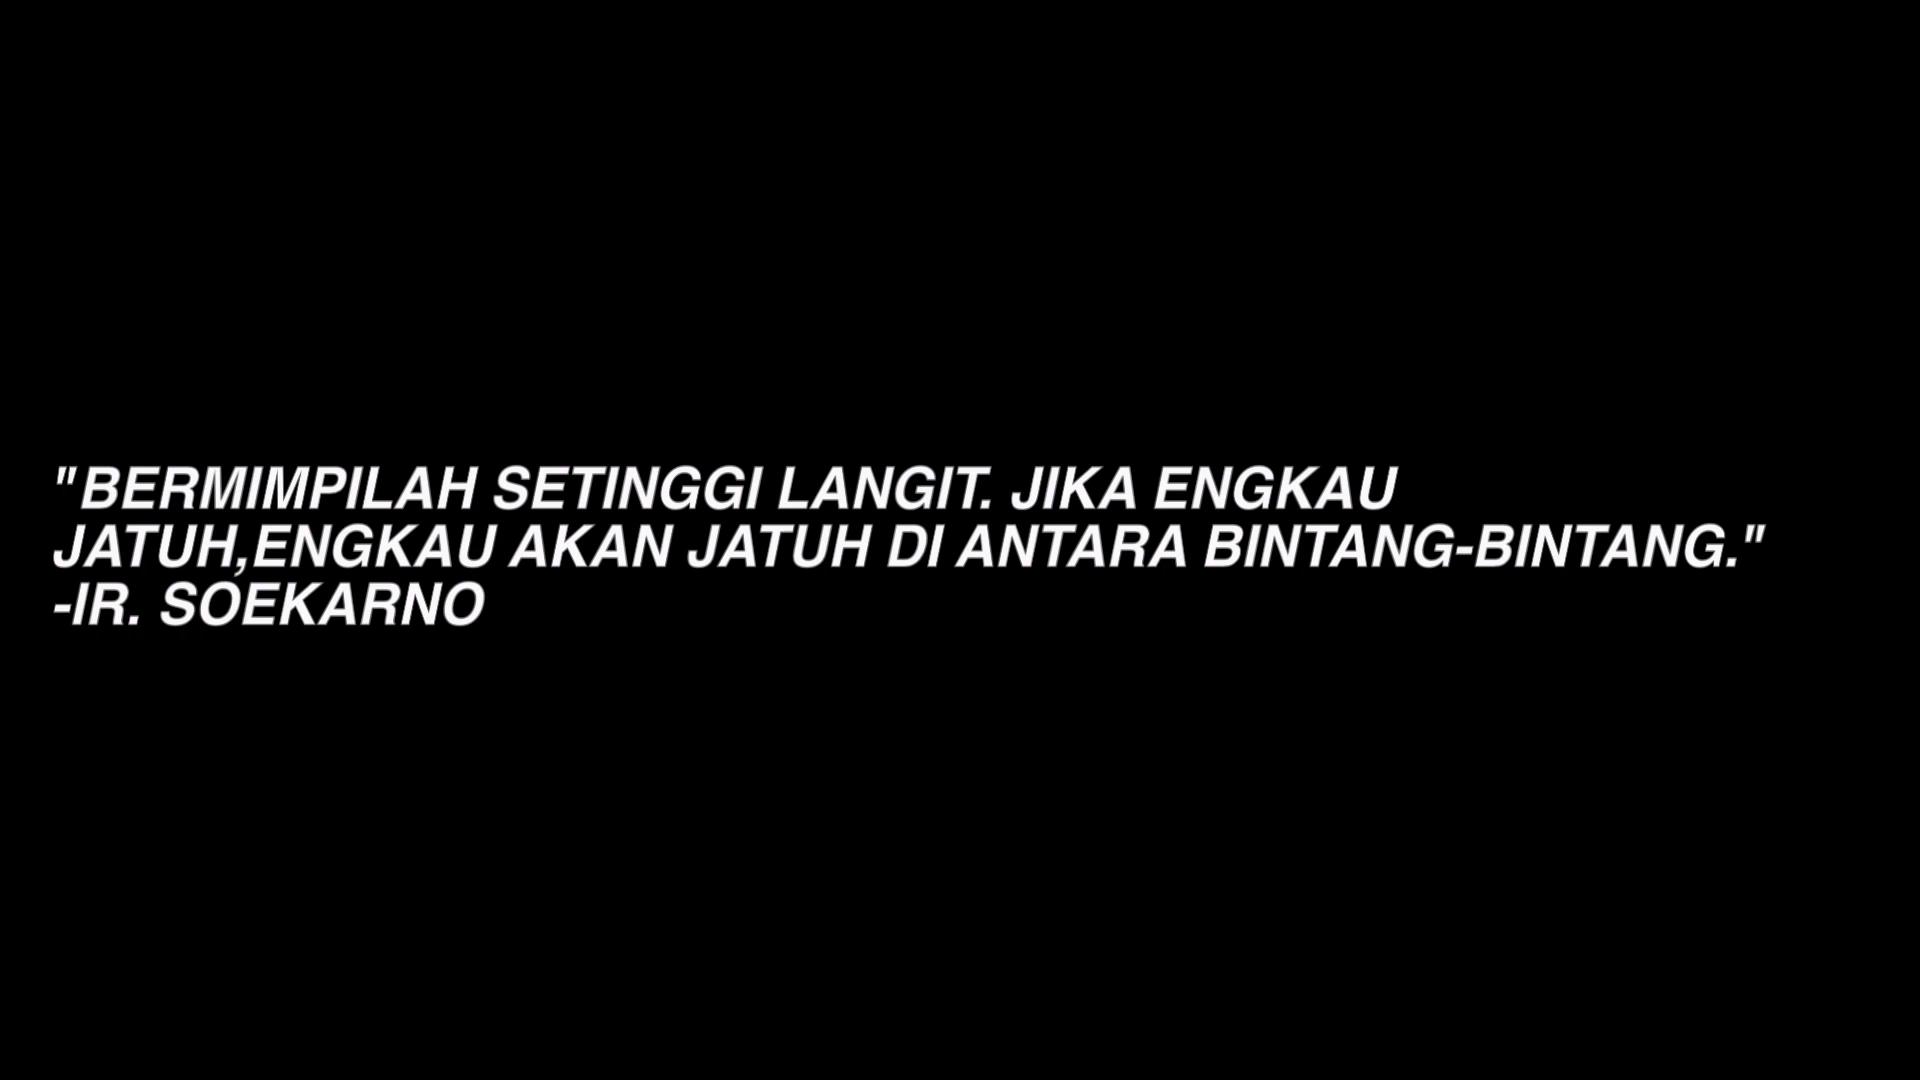 "BERMIMPILAH SETINGGI LANGIT. JIKA ENGKAU
JATUH,ENGKAU AKAN JATUH DI ANTARA BINTANG-BINTANG."
-IR. SOEKARNO